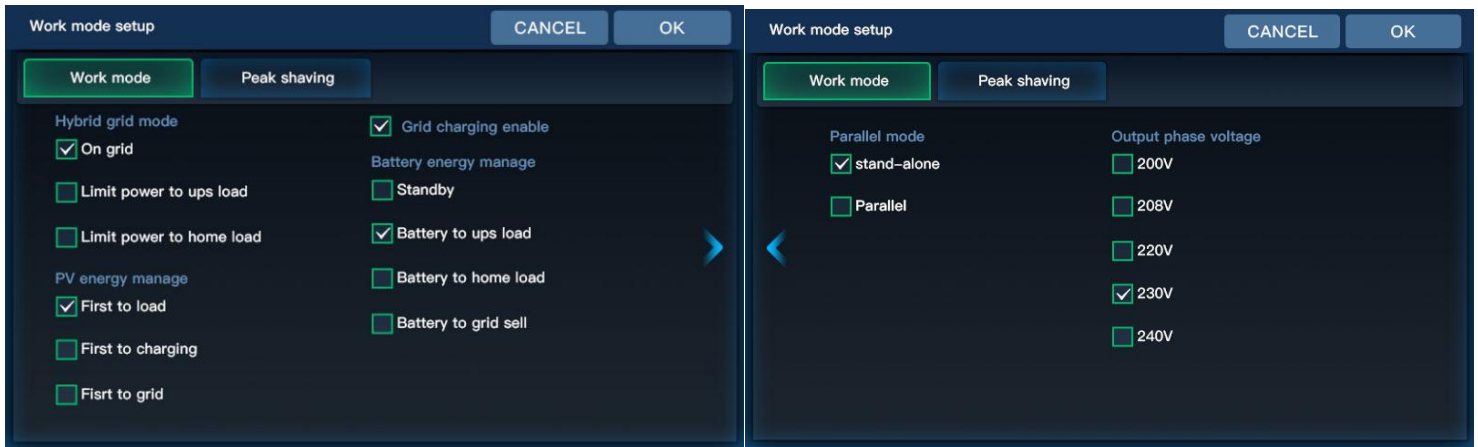 Work mode setup
CANCEL
OK
Work mode
Peak shaving
Hybrid grid mode
On grid
Limit power to ups load
Limit power to home load
PV energy manage
First to load
First to charging
Fisrt to grid
Grid charging enable
Battery energy manage
Standby
Battery to ups load
Battery to home load
Battery to grid sell
Work mode setup
CANCEL
OK
Work mode
Peak shaving
Parallel mode
stand-alone
Parallel
Output phase voltage
200V
208V
220V
230V
240V